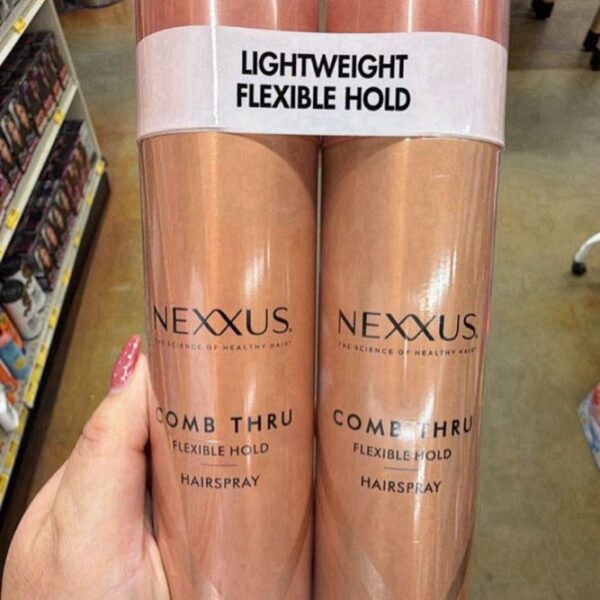 LIGHTWEIGHT
FLEXIBLE HOLD
NEXXUS
THE SCIENCE OF HEALTHY HAIR
COMB THRU
FLEXIBLE HOLD
HAIRSPRAY
NEXXUS
THE SCIENCE OF HEALTHY HAIR
COMB THRU
FLEXIBLE HOLD
HAIRSPRAY